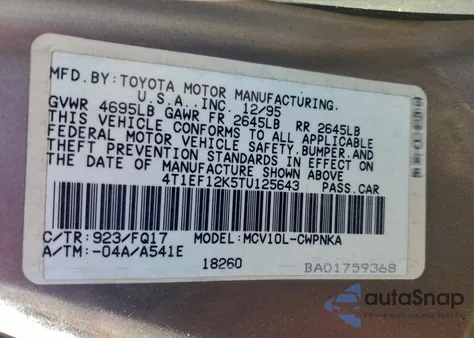 MFD.BY:TOYOTA MOTOR MANUFACTURING,
U.S.A.,INC. 12/95
GVWR 4695LB GAWR FR 2645LB RR 2645LB
THIS VEHICLE CONFORMS TO ALL APPLICABLE
FEDERAL MOTOR VEHICLE SAFETY,BUMPER,AND
THEFT PREVENTION STANDARDS IN EFFECT ON
THE DATE OF MANUFACTURE SHOWN ABOVE
4T1EF12K5TU125643 PASS.CAR
C/TR:923/FQ17 MODEL:MCV10L-CWPNKA
A/TM:-04A/A541E
18260 BA01759368
autoSnap